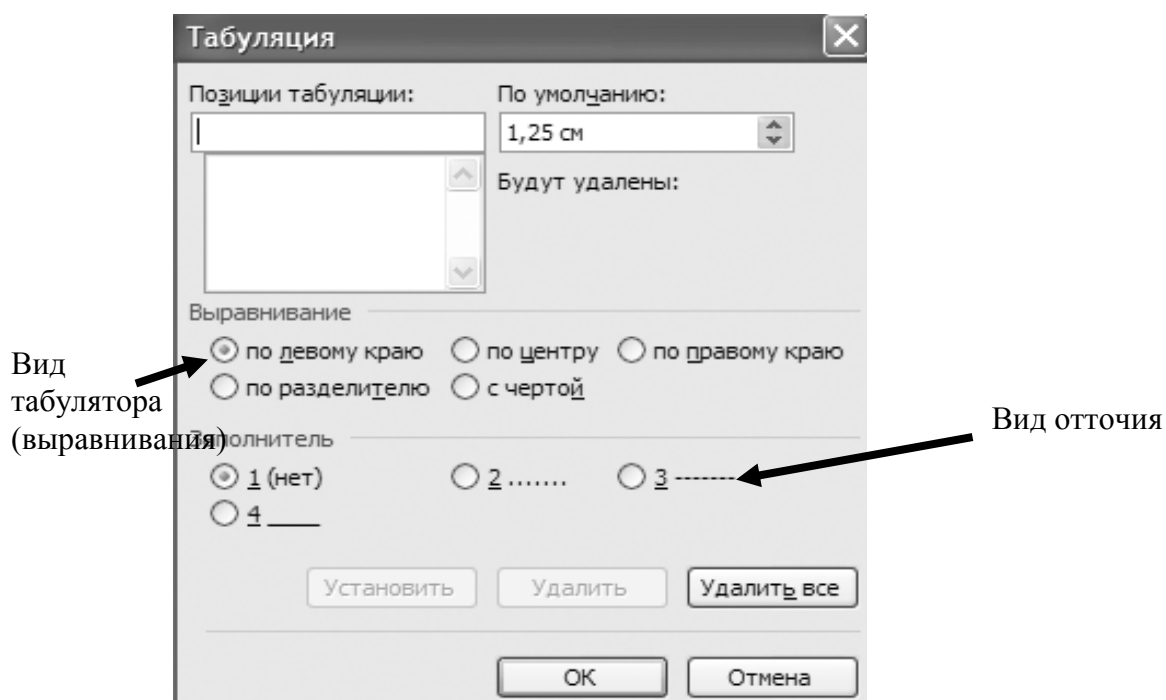 Табуляция
Позиции табуляции: По умолчанию:
1,25 см
Будут удалены:
Выравнивание
по левому краю по центру по правому краю
по разделителю с чертой
Вид
табулятора
(выравнивания)
Вид отточия
Заполнитель
1 (нет) 2 ....... 3 -------
4 ____
Установить Удалить Удалить все
ОК Отмена